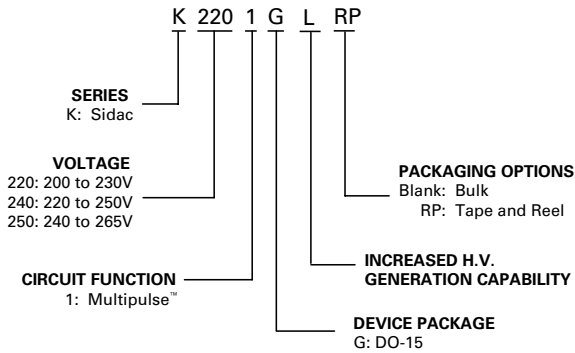 K 220 1 G L RP
SERIES
K: Sidac
VOLTAGE
220: 200 to 230V
240: 220 to 250V
250: 240 to 265V
CIRCUIT FUNCTION
1: Multipulse™
PACKAGING OPTIONS
Blank: Bulk
RP: Tape and Reel
INCREASED H.V.
GENERATION CAPABILITY
DEVICE PACKAGE
G: DO-15